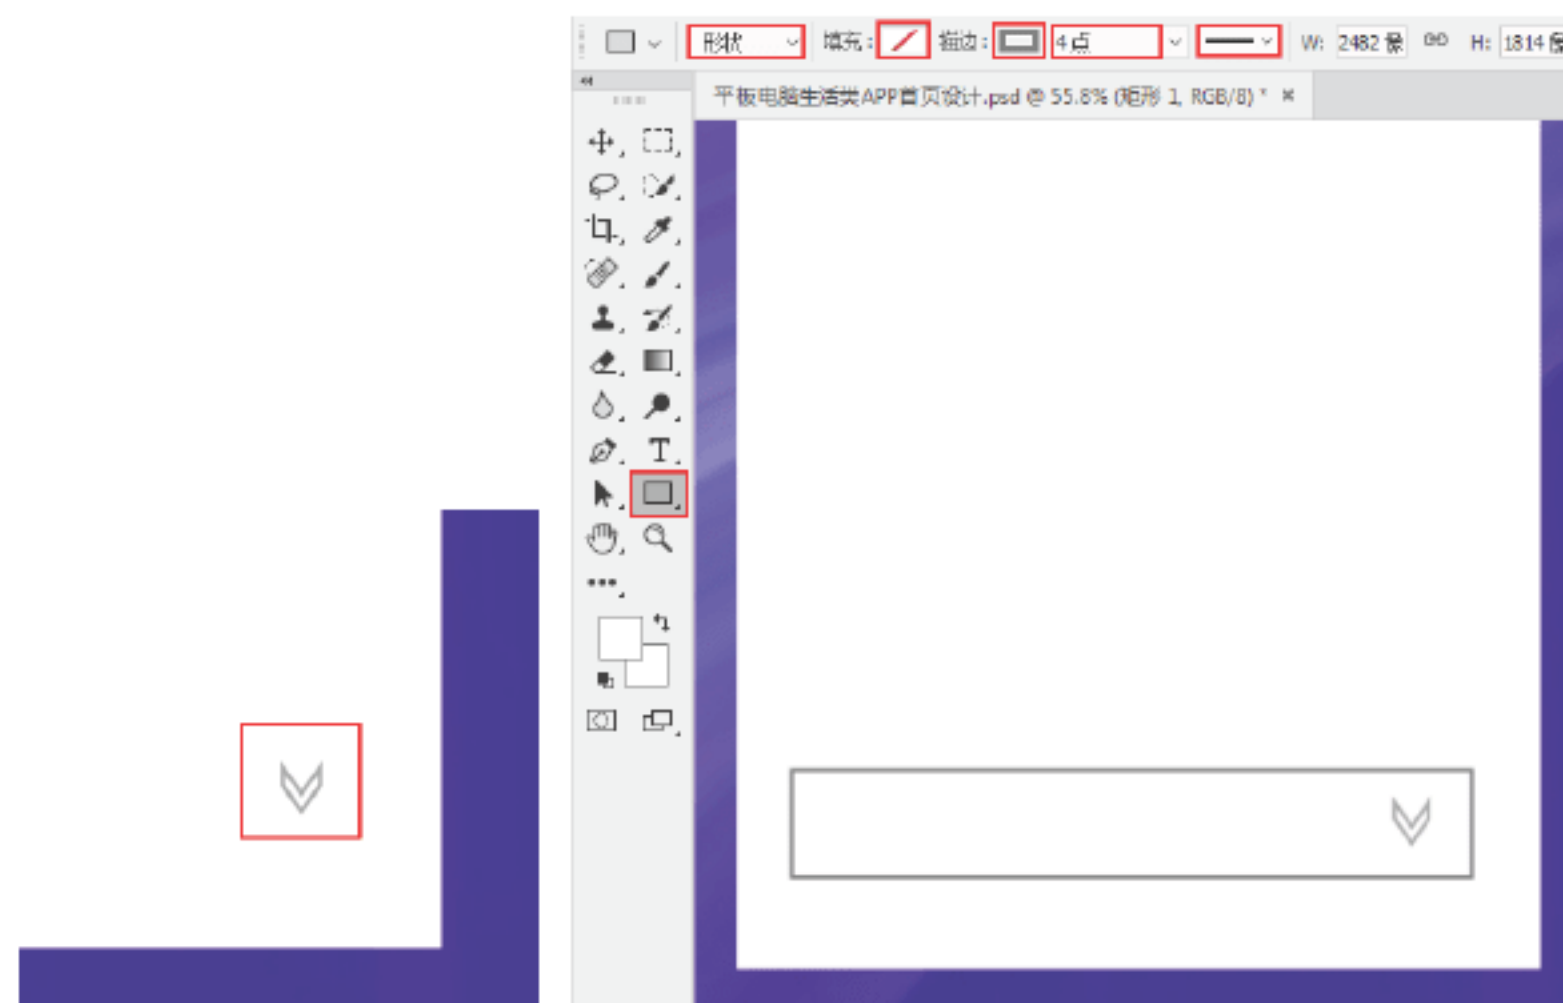 形状 填充: 描边: 4点 W: 2482 像 H: 1814 像
平板电脑生活类APP首页设计.psd @ 55.8% (矩形 1, RGB/8) *